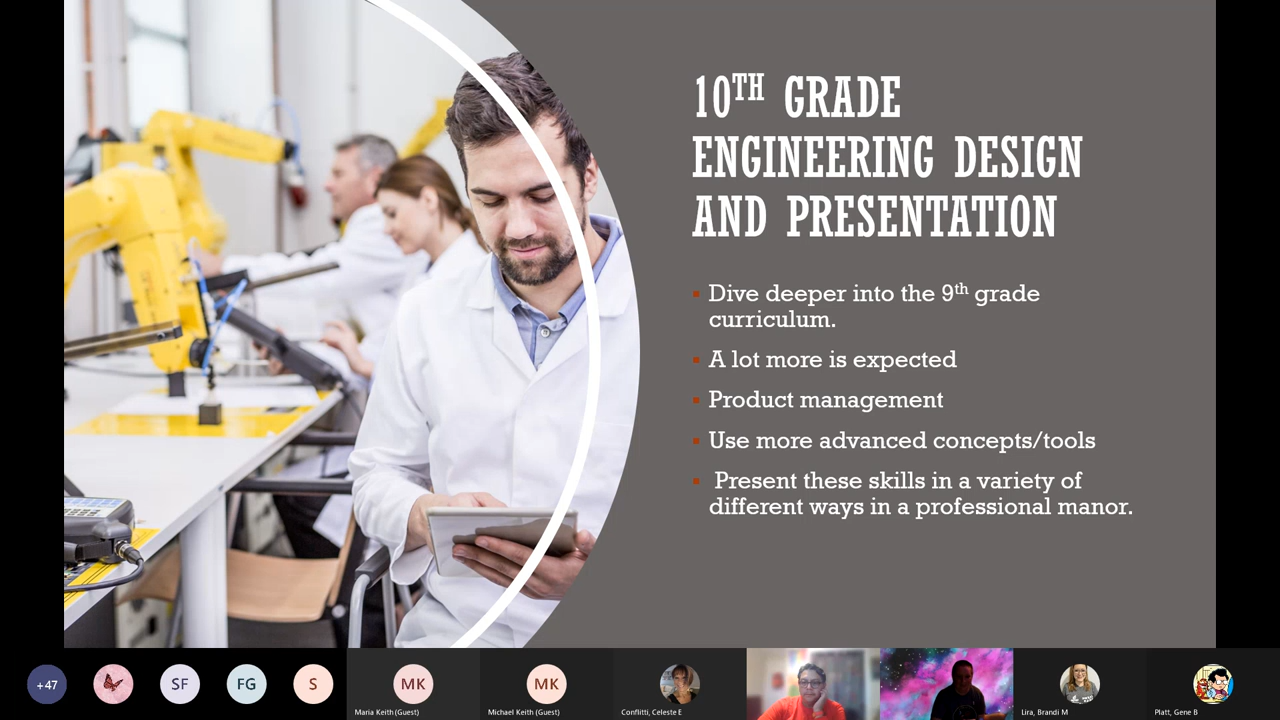 10TH GRADE
ENGINEERING DESIGN
AND PRESENTATION
Dive deeper into the 9th grade
curriculum.
A lot more is expected
Product management
Use more advanced concepts/tools
Present these skills in a variety of
different ways in a professional manor.
+47
SF
FG
S
MK
MK
Maria Keith (Guest)
Michael Keith (Guest)
Conflitti, Celeste E
Lira, Brandi M
Platt, Gene B